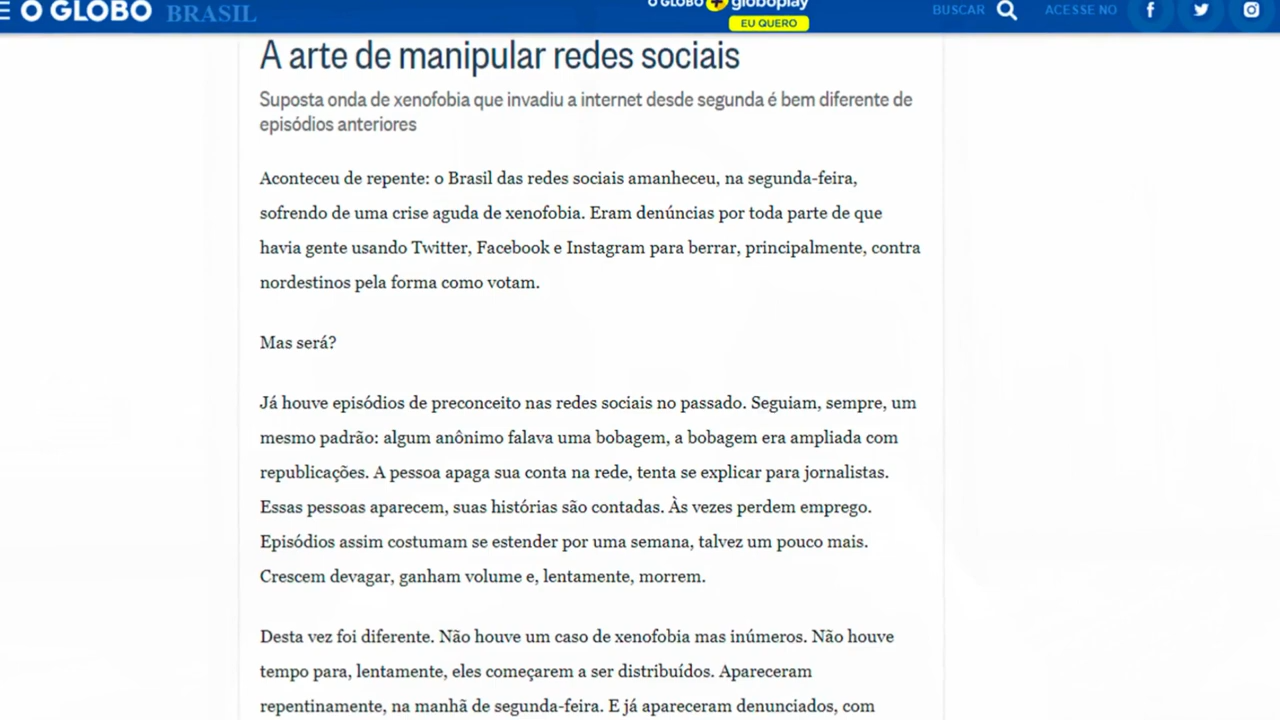 O GLOBO BRASIL
O GLOBO + globoplay
EU QUERO
BUSCAR
ACESSE NO
A arte de manipular redes sociais
Suposta onda de xenofobia que invadiu a internet desde segunda é bem diferente de
episódios anteriores
Aconteceu de repente: o Brasil das redes sociais amanheceu, na segunda-feira,
sofrendo de uma crise aguda de xenofobia. Eram denúncias por toda parte de que
havia gente usando Twitter, Facebook e Instagram para berrar, principalmente, contra
nordestinos pela forma como votam.
Mas será?
Já houve episódios de preconceito nas redes sociais no passado. Seguiam, sempre, um
mesmo padrão: algum anônimo falava uma bobagem, a bobagem era ampliada com
republicações. A pessoa apaga sua conta na rede, tenta se explicar para jornalistas.
Essas pessoas aparecem, suas histórias são contadas. Às vezes perdem emprego.
Episódios assim costumam se estender por uma semana, talvez um pouco mais.
Crescem devagar, ganham volume e, lentamente, morrem.
Desta vez foi diferente. Não houve um caso de xenofobia mas inúmeros. Não houve
tempo para, lentamente, eles começarem a ser distribuídos. Apareceram
repentinamente, na manhã de segunda-feira. E já apareceram denunciados, com